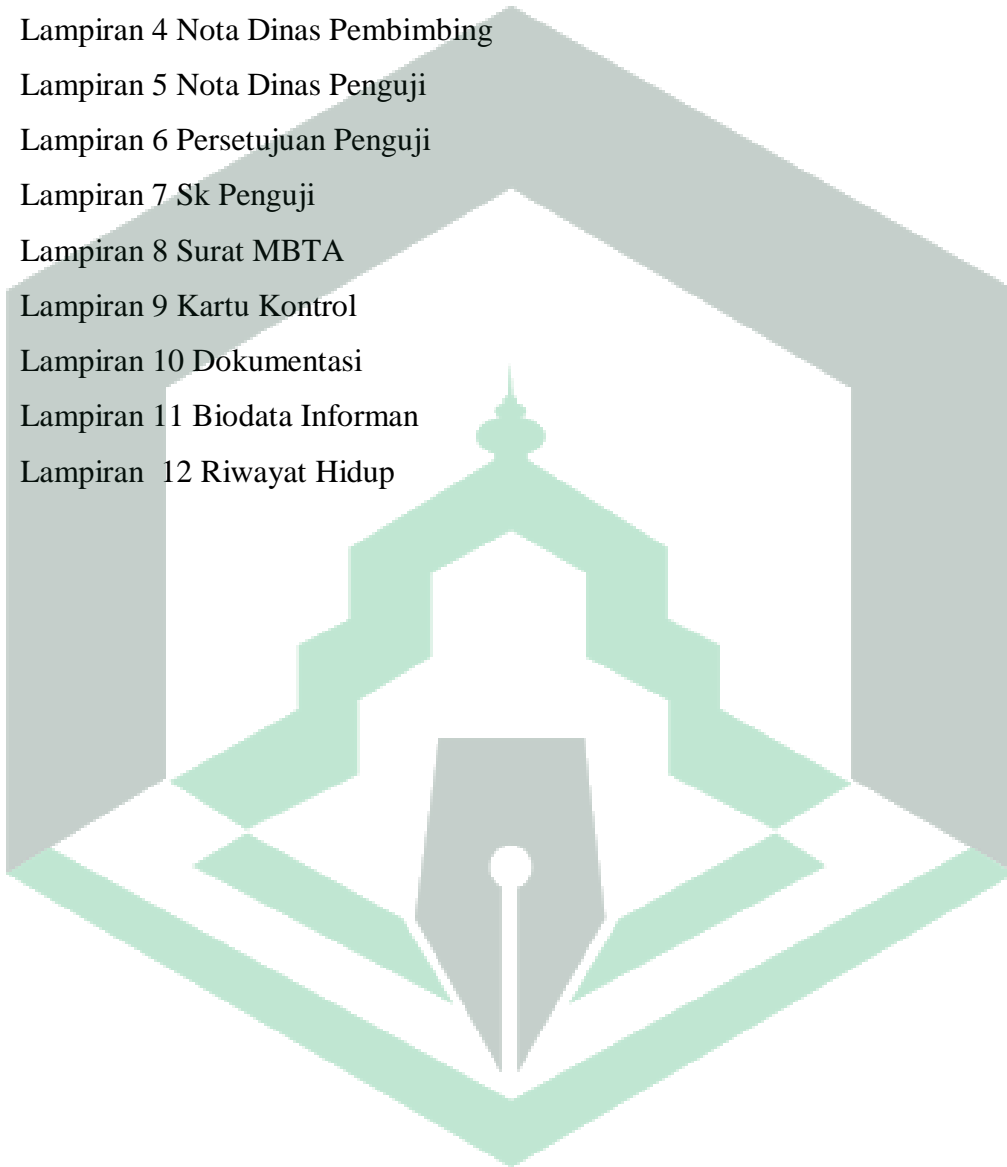 Lampiran 4 Nota Dinas Pembimbing
Lampiran 5 Nota Dinas Penguji
Lampiran 6 Persetujuan Penguji
Lampiran 7 Sk Penguji
Lampiran 8 Surat MBTA
Lampiran 9 Kartu Kontrol
Lampiran 10 Dokumentasi
Lampiran 11 Biodata Informan
Lampiran  12 Riwayat Hidup